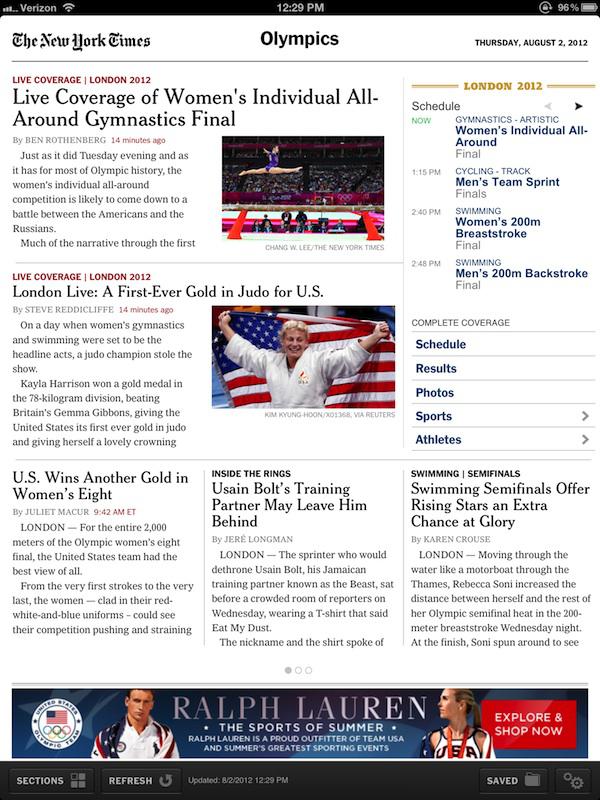 Verizon
12:29 PM
96%
The New York Times
Olympics
THURSDAY, AUGUST 2, 2012
LIVE COVERAGE | LONDON 2012
Live Coverage of Women's Individual All-
Around Gymnastics Final
By BEN ROTHENBERG 14 minutes ago
Just as it did Tuesday evening and as
it has for most of Olympic history, the
women's individual all-around
competition is likely to come down to a
battle between the Americans and the
Russians.
Much of the narrative through the first
CHANG W. LEE/THE NEW YORK TIMES
LIVE COVERAGE | LONDON 2012
London Live: A First-Ever Gold in Judo for U.S.
By STEVE REDDICLIFFE 14 minutes ago
On a day when women's gymnastics
and swimming were set to be the
headline acts, a judo champion stole the
show.
Kayla Harrison won a gold medal in
the 78-kilogram division, beating
Britain's Gemma Gibbons, giving the
United States its first ever gold in judo
and giving herself a lovely crowning
KIM KYUNG-HOON/X01368, VIA REUTERS
LONDON 2012
Schedule
NOW
GYMNASTICS - ARTISTIC
Women's Individual All-
Around
Final
1:15 PM
CYCLING - TRACK
Men's Team Sprint
Finals
2:40 PM
SWIMMING
Women's 200m
Breaststroke
Final
2:48 PM
SWIMMING
Men's 200m Backstroke
Final
COMPLETE COVERAGE
Schedule
Results
Photos
Sports
Athletes
U.S. Wins Another Gold in
Women's Eight
By JULIET MACUR 9:42 AM ET
LONDON — For the entire 2,000
meters of the Olympic women's eight
final, the United States team had the
best view of all.
From the very first strokes to the very
last, the women — clad in their red-
white-and-blue uniforms – could see
their competition pushing and straining
INSIDE THE RINGS
Usain Bolt's Training
Partner May Leave Him
Behind
By JERÉ LONGMAN
LONDON — The sprinter who would
dethrone Usain Bolt, his Jamaican
training partner known as the Beast, sat
before a crowded room of reporters on
Wednesday, wearing a T-shirt that said
Eat My Dust.
The nickname and the shirt spoke of
SWIMMING | SEMIFINALS
Swimming Semifinals Offer
Rising Stars an Extra
Chance at Glory
By KAREN CROUSE
LONDON — Moving through the
water like a motorboat through the
Thames, Rebecca Soni increased the
distance between herself and the rest of
her Olympic semifinal heat in the 200-
meter breaststroke Wednesday night.
At the finish, Soni spun around to see
UNITED STATES
OLYMPIC TEAM
RALPH LAUREN
• THE SPORTS OF SUMMER •
RALPH LAUREN IS A PROUD OUTFITTER OF TEAM USA
AND SUMMER'S GREATEST SPORTING EVENTS
USA
EXPLORE &
SHOP NOW
SECTIONS
REFRESH
Updated: 8/2/2012 12:29 PM
SAVED